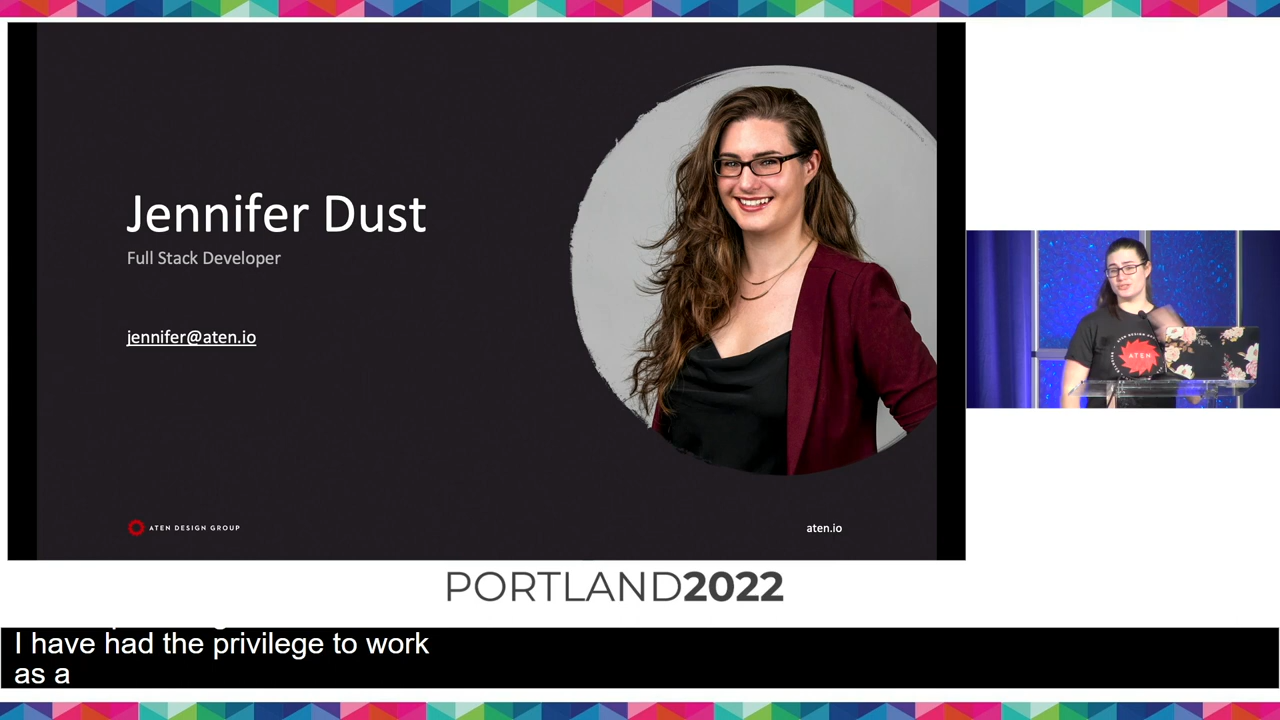 Jennifer Dust
Full Stack Developer
jennifer@aten.io
ATEN DESIGN GROUP
aten.io
ATEN
PORTLAND2022
I have had the privilege to work
as a